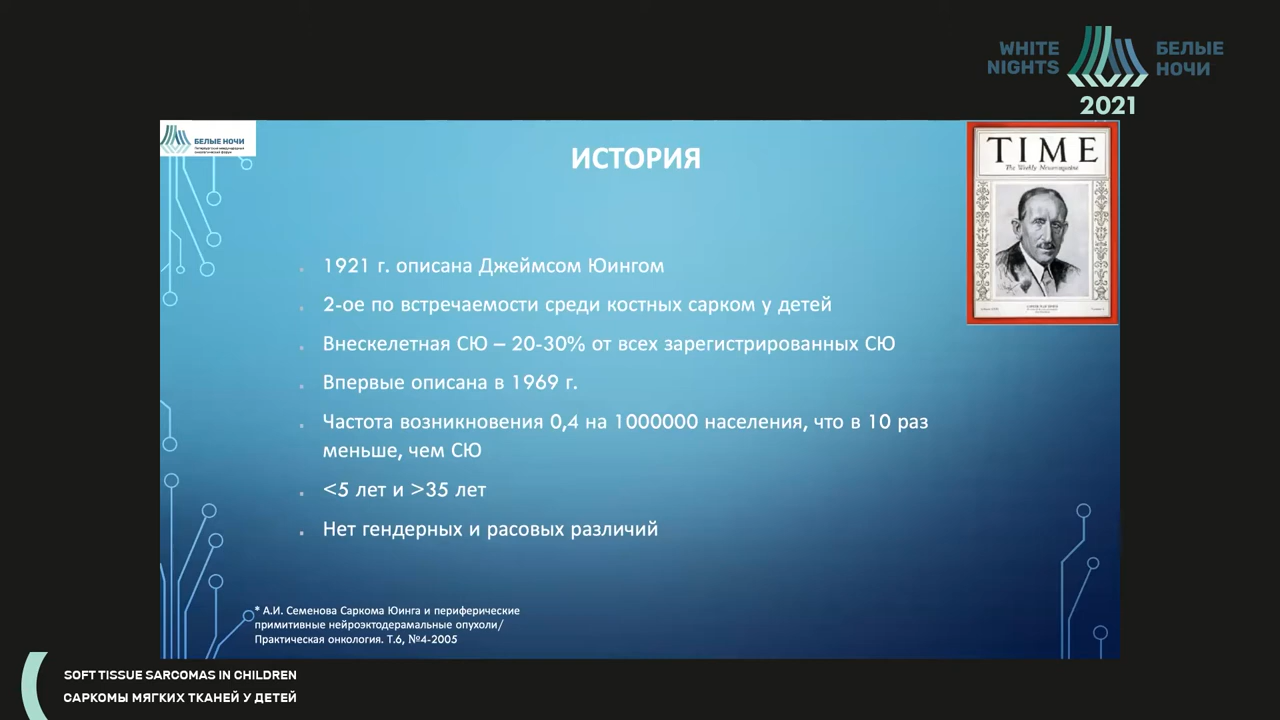 WHITE
NIGHTS
БЕЛЫЕ
НОЧИ
2021
БЕЛЫЕ НОЧИ
TIME
The Weekly Newsmagazine
ИСТОРИЯ
1921 г. описана Джеймсом Юингом
2-ое по встречаемости среди костных сарком у детей
Внескелетная СЮ – 20-30% от всех зарегистрированных СЮ
Впервые описана в 1969 г.
Частота возникновения 0,4 на 1000000 населения, что в 10 раз
меньше, чем СЮ
<5 лет и >35 лет
Нет гендерных и расовых различий
* А.И. Семенова Саркома Юинга и периферические
примитивные нейроэктодерамальные опухоли/
Практическая онкология. Т.6, №4-2005
SOFT TISSUE SARCOMAS IN CHILDREN
САРКОМЫ МЯГКИХ ТКАНЕЙ У ДЕТЕЙ